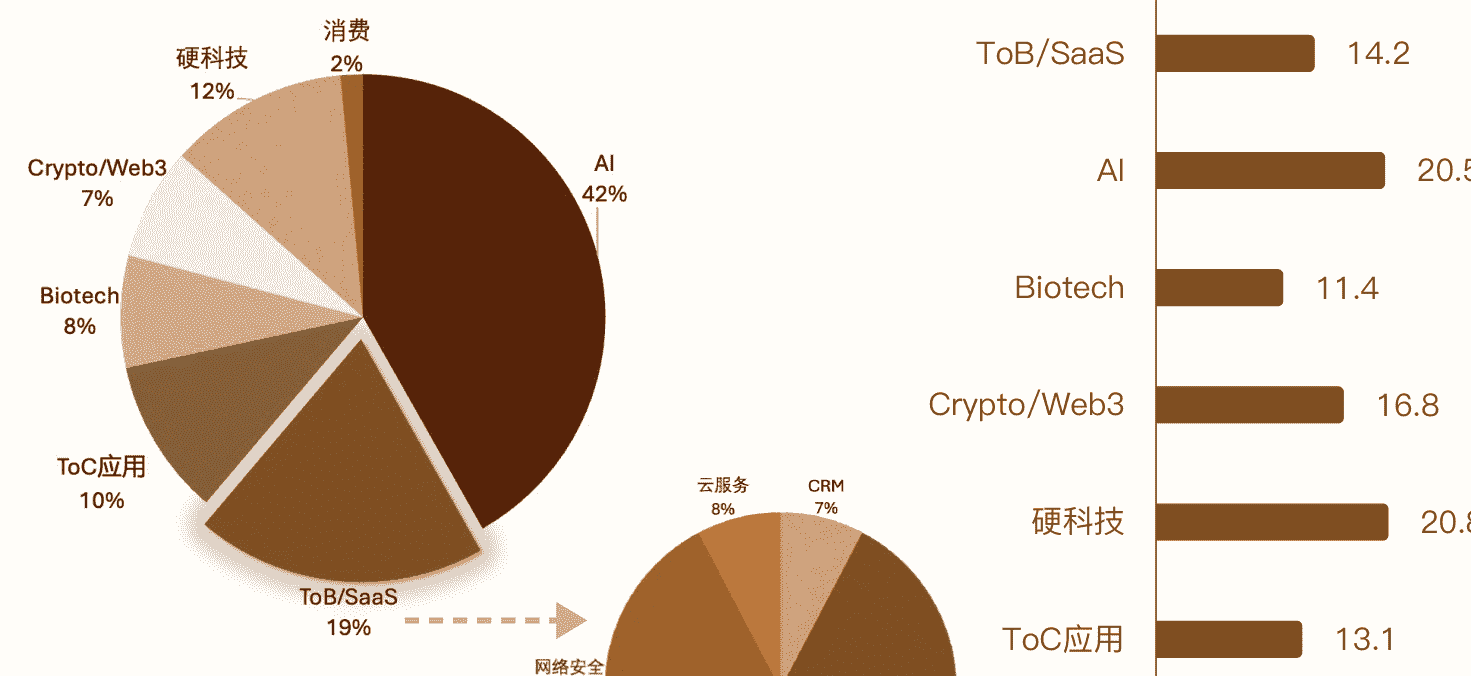 消费
2%
硬科技
12%
Crypto/Web3
7%
AI
42%
Biotech
8%
ToC应用
10%
ToB/SaaS
19%
云服务
8%
CRM
7%
网络安全
ToB/SaaS
14.2
AI
20.5
Biotech
11.4
Crypto/Web3
16.8
硬科技
20.8
ToC应用
13.1